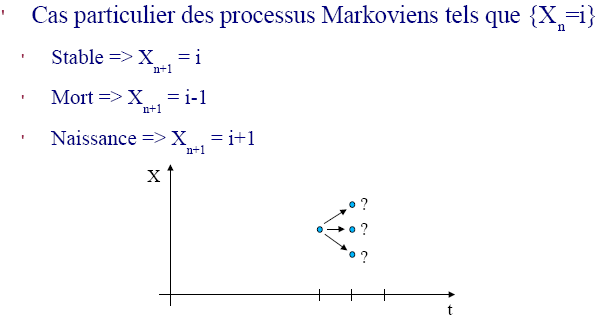 Cas particulier des processus Markoviens tels que {Xn=i}
Stable => Xn+1 = i
Mort => Xn+1 = i-1
Naissance => Xn+1 = i+1
X
?
?
?
t